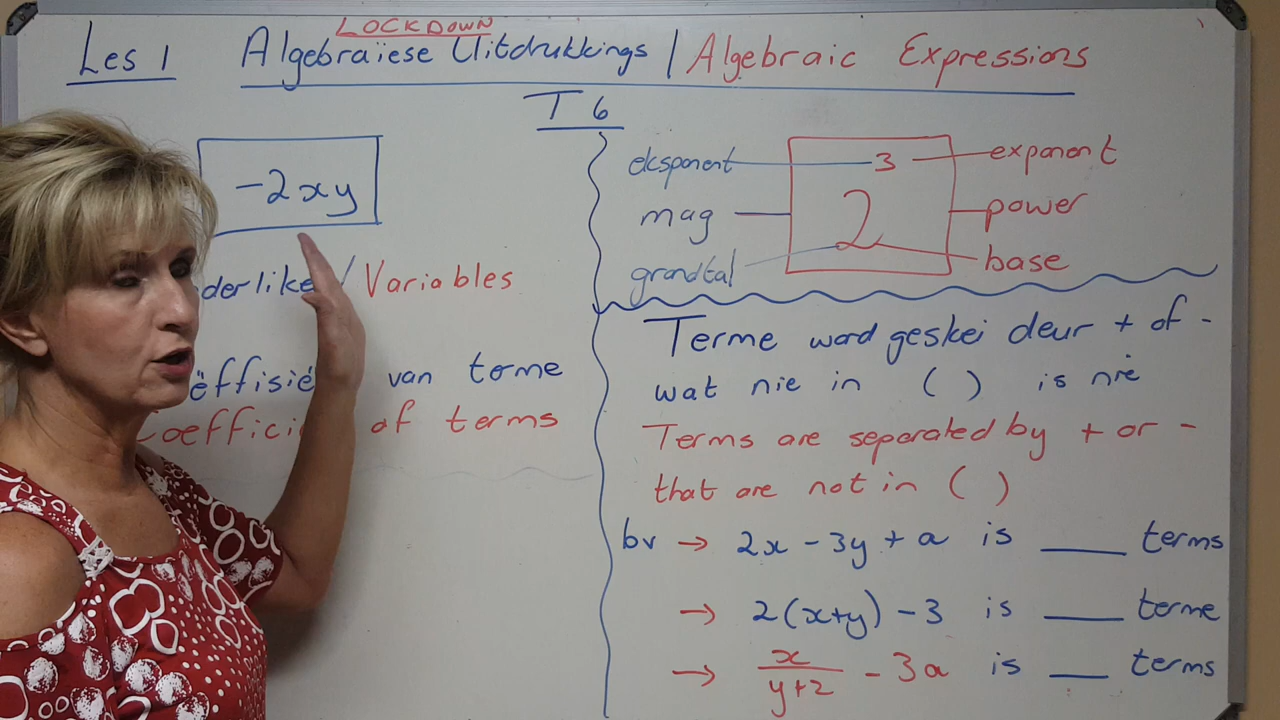 LOCKDOWN
Les 1 Algebraïese Uitdrukkings / Algebraic Expressions
T 6
-2xy
/ Variables
van terme
of terms
eksponent 3 exponent
mag 2 power
grondtal base
Terme word geskei deur + of -
wat nie in ( ) is nie
Terms are separated by + or -
that are not in ( )
bv → 2x - 3y + a is ___ terms
→ 2(x+y) - 3 is ___ terme
→ x/(y+2) - 3a is ___ terms